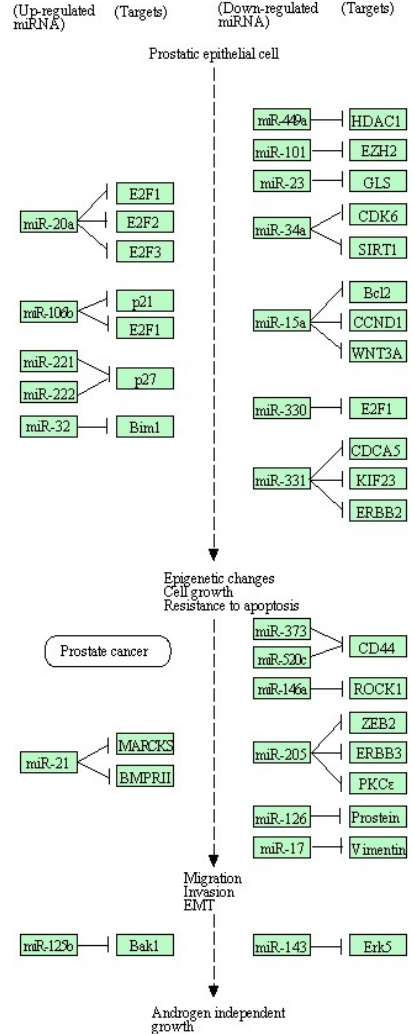 (Up-regulated miRNA)
(Targets)
(Down-regulated miRNA)
(Targets)
Prostatic epithelial cell
miR-449a
HDAC1
miR-101
EZH2
miR-23
GLS
miR-20a
E2F1
E2F2
E2F3
miR-34a
CDK6
SIRT1
miR-106b
p21
E2F1
miR-15a
Bcl2
CCND1
WNT3A
miR-221
miR-222
p27
miR-32
Bim1
miR-330
E2F1
miR-331
CDCA5
KIF23
ERBB2
Epigenetic changes
Cell growth
Resistance to apoptosis
Prostate cancer
miR-373
miR-520c
CD44
miR-146a
ROCK1
miR-21
MARCKS
BMPRII
miR-205
ZEB2
ERBB3
PKCε
miR-126
Prostein
miR-17
Vimentin
Migration
Invasion
EMT
miR-125b
Bak1
miR-143
Erk5
Androgen independent
growth